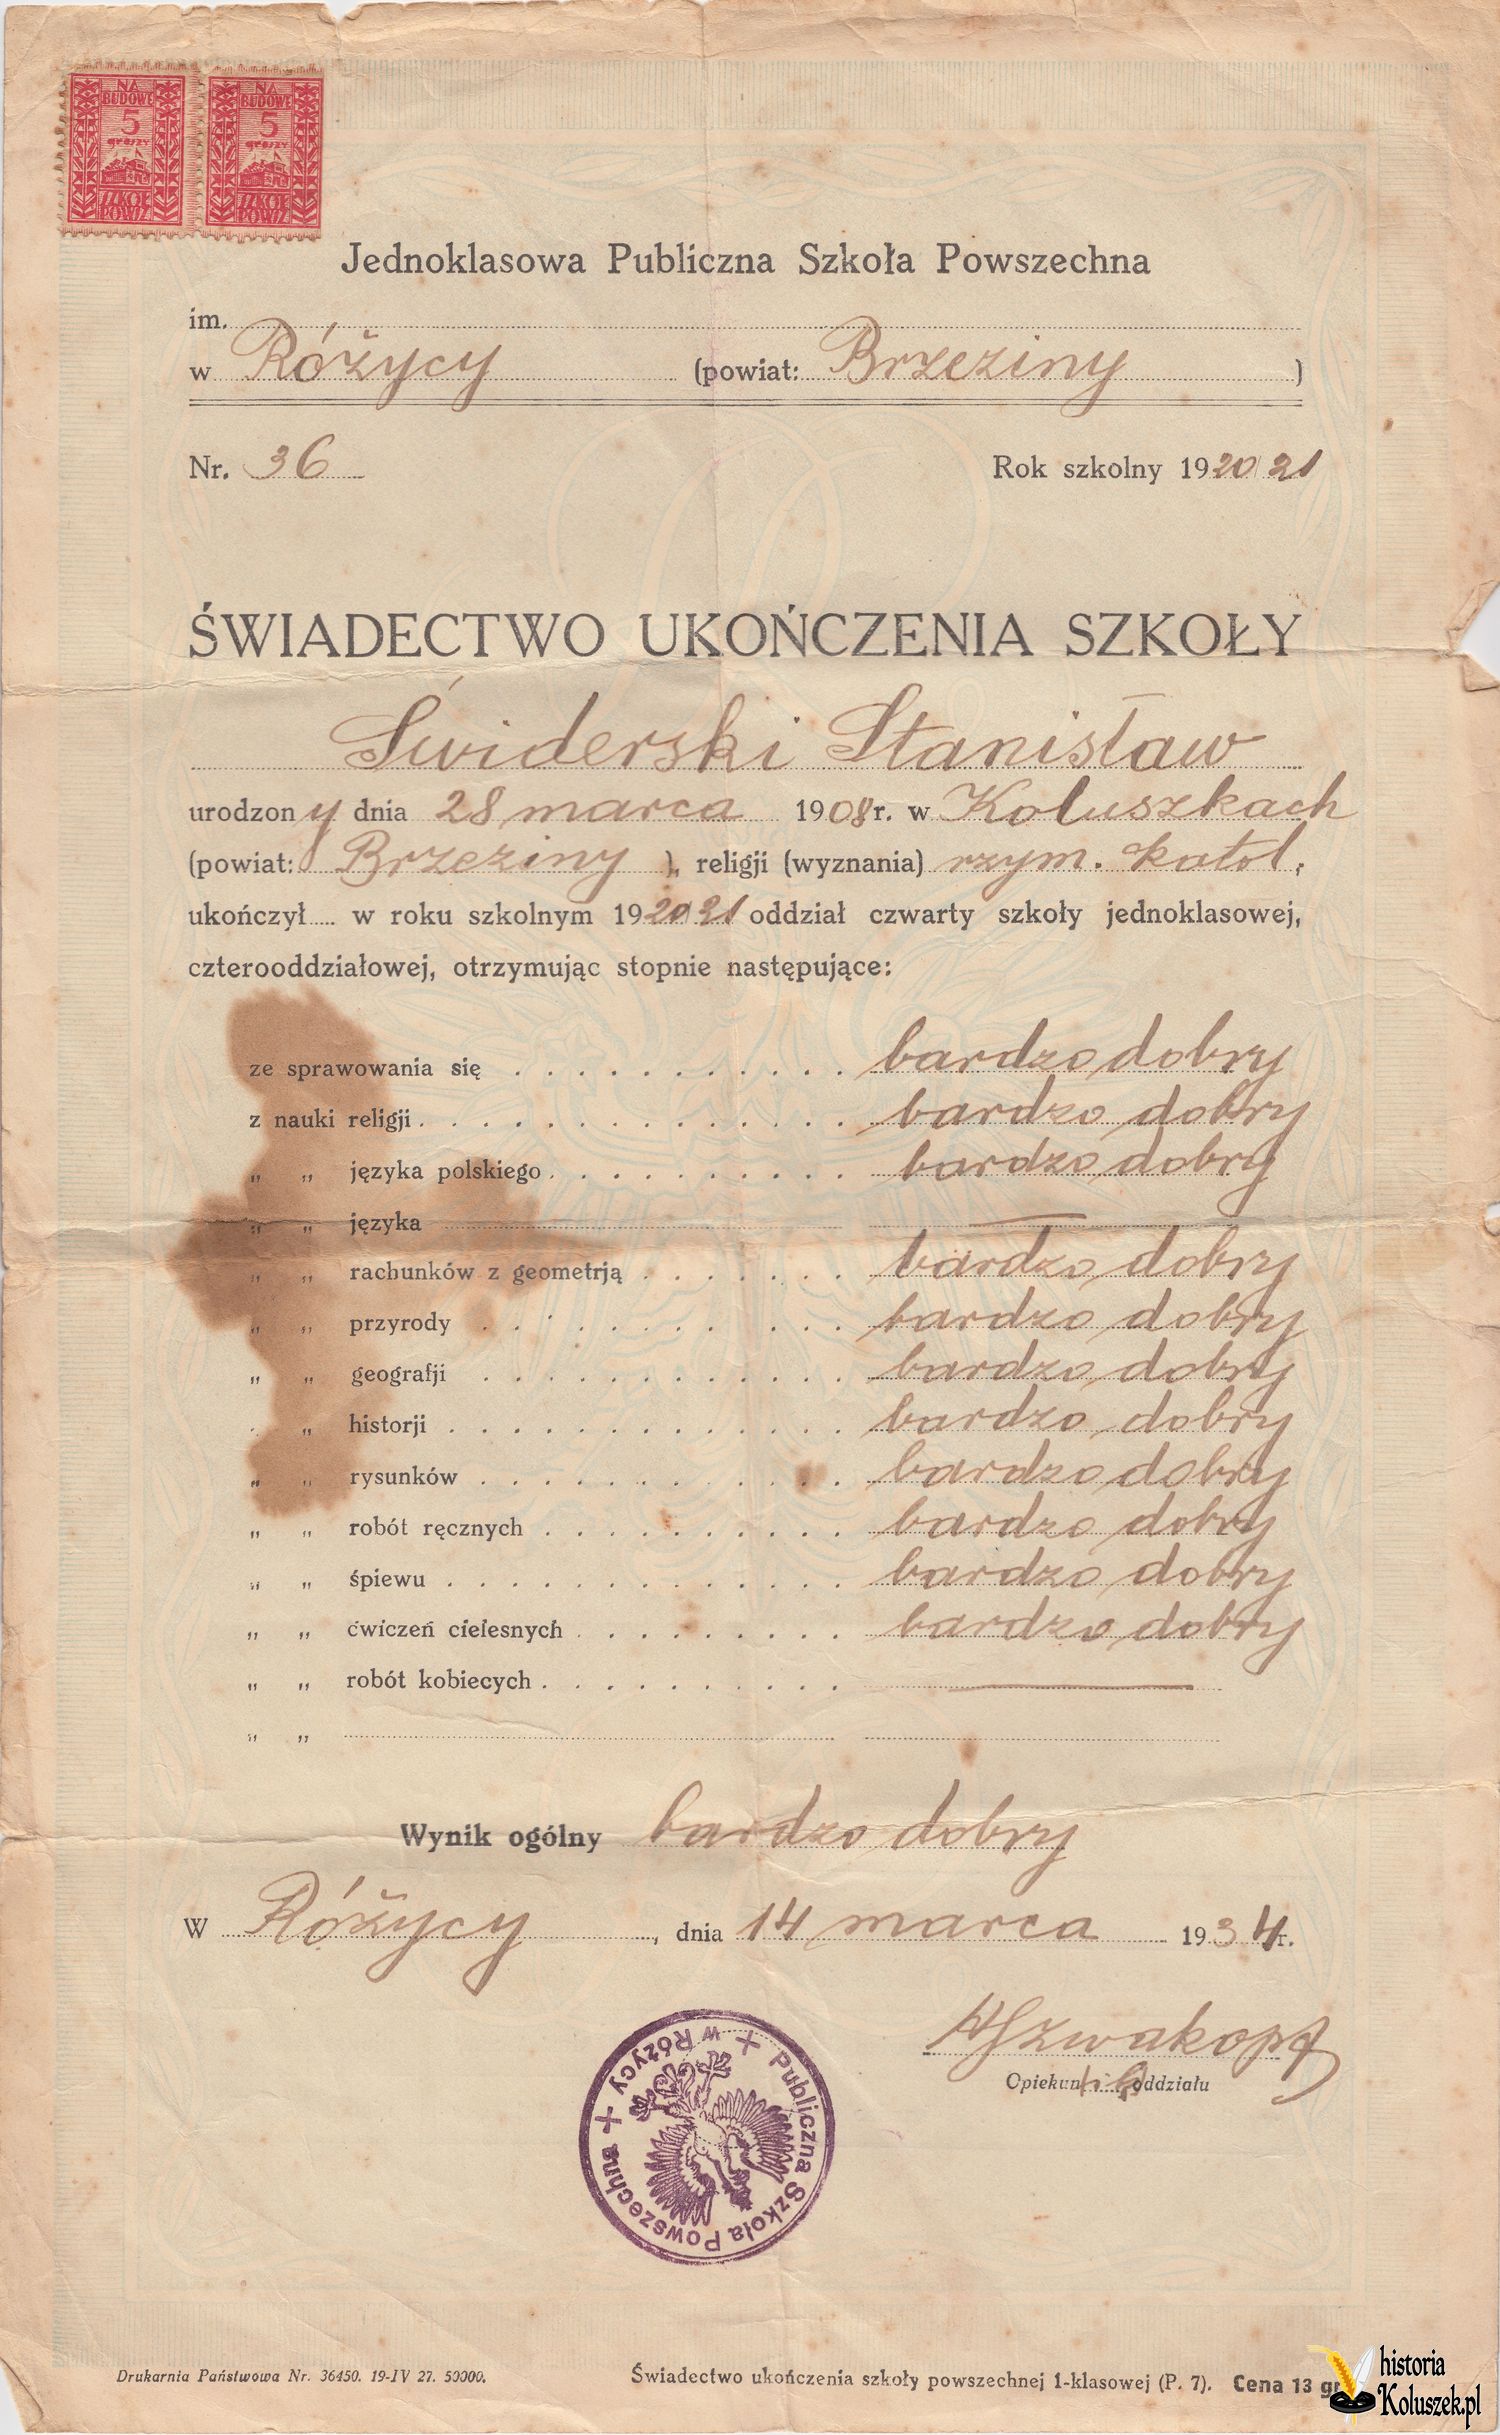 NA
BUDOWĘ
5
groszy
SZKÓŁ
POWSZ
NA
BUDOWĘ
5
groszy
SZKÓŁ
POWSZ
Jednoklasowa Publiczna Szkoła Powszechna
im.
w Różycy (powiat: Brzeziny )
Nr. 36 Rok szkolny 1920/21
ŚWIADECTWO UKOŃCZENIA SZKOŁY
Świderski Stanisław
urodzony dnia 28 marca 1908 r. w Koluszkach
(powiat: Brzeziny ), religji (wyznania) rzym. katol.
ukończył w roku szkolnym 1920/21 oddział czwarty szkoły jednoklasowej,
czterooddziałowej, otrzymując stopnie następujące:
ze sprawowania się . . . . . . . . . . . bardzo dobry
z nauki religji . . . . . . . . . . . . . . bardzo dobry
„ „ języka polskiego . . . . . . . . . . bardzo dobry
„ „ języka —
„ „ rachunków z geometrją . . . . . . . bardzo dobry
„ „ przyrody . . . . . . . . . . . bardzo dobry
„ „ geografji . . . . . . . . . . . . bardzo dobry
„ „ historji . . . . . . . . . . . . . bardzo dobry
„ „ rysunków . . . . . . . . . . . . bardzo dobry
„ „ robót ręcznych . . . . . . . . . . bardzo dobry
„ „ śpiewu . . . . . . . . . . . . . bardzo dobry
„ „ ćwiczeń cielesnych . . . . . . . . . bardzo dobry
„ „ robót kobiecych . . . . . . . . . . —
„ „
Wynik ogólny bardzo dobry
W Różycy, dnia 14 marca 1934 r.
Opiekun oddziału
Publiczna Szkoła Powszechna × w Różycy ×
Drukarnia Państwowa Nr. 36450. 19-IV 27. 50000.
Świadectwo ukończenia szkoły powszechnej 1-klasowej (P. 7). Cena 13 gr
historia
Koluszek.pl